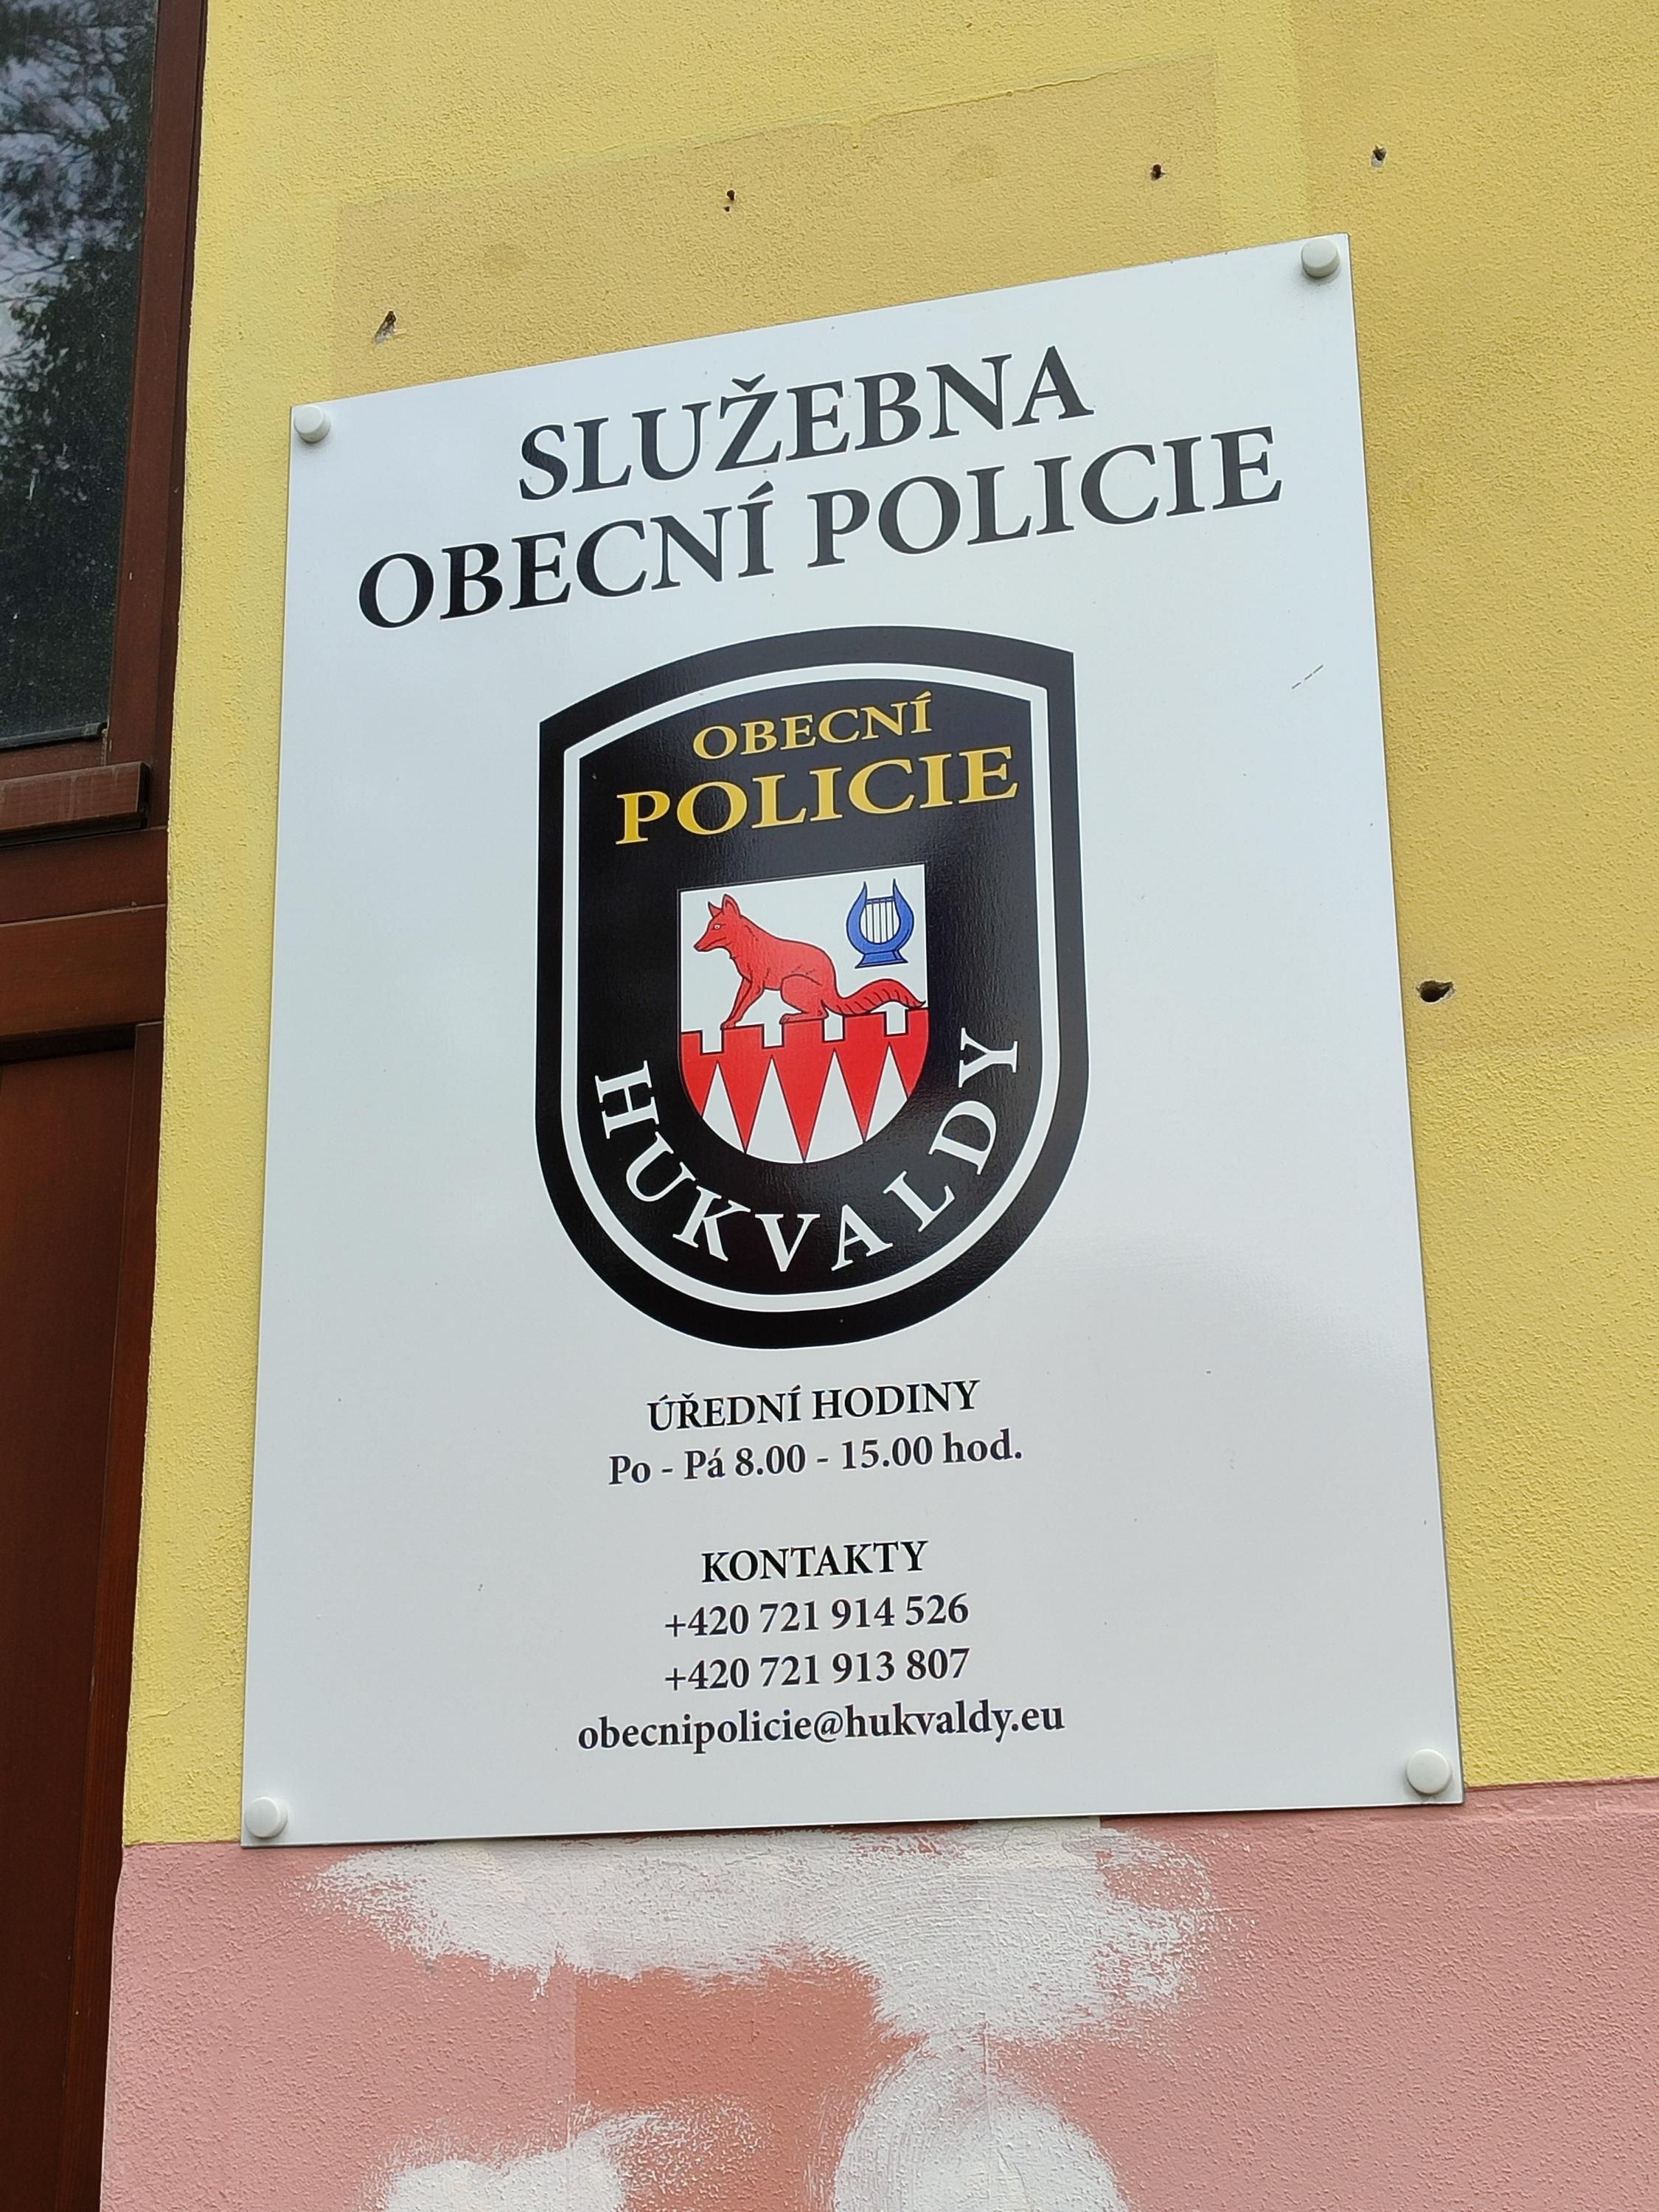 SLUŽEBNA
OBECNÍ POLICIE
OBECNÍ
POLICIE
HUKVALDY
ÚŘEDNÍ HODINY
Po - Pá 8.00 - 15.00 hod.
KONTAKTY
+420 721 914 526
+420 721 913 807
obecnipolicie@hukvaldy.eu